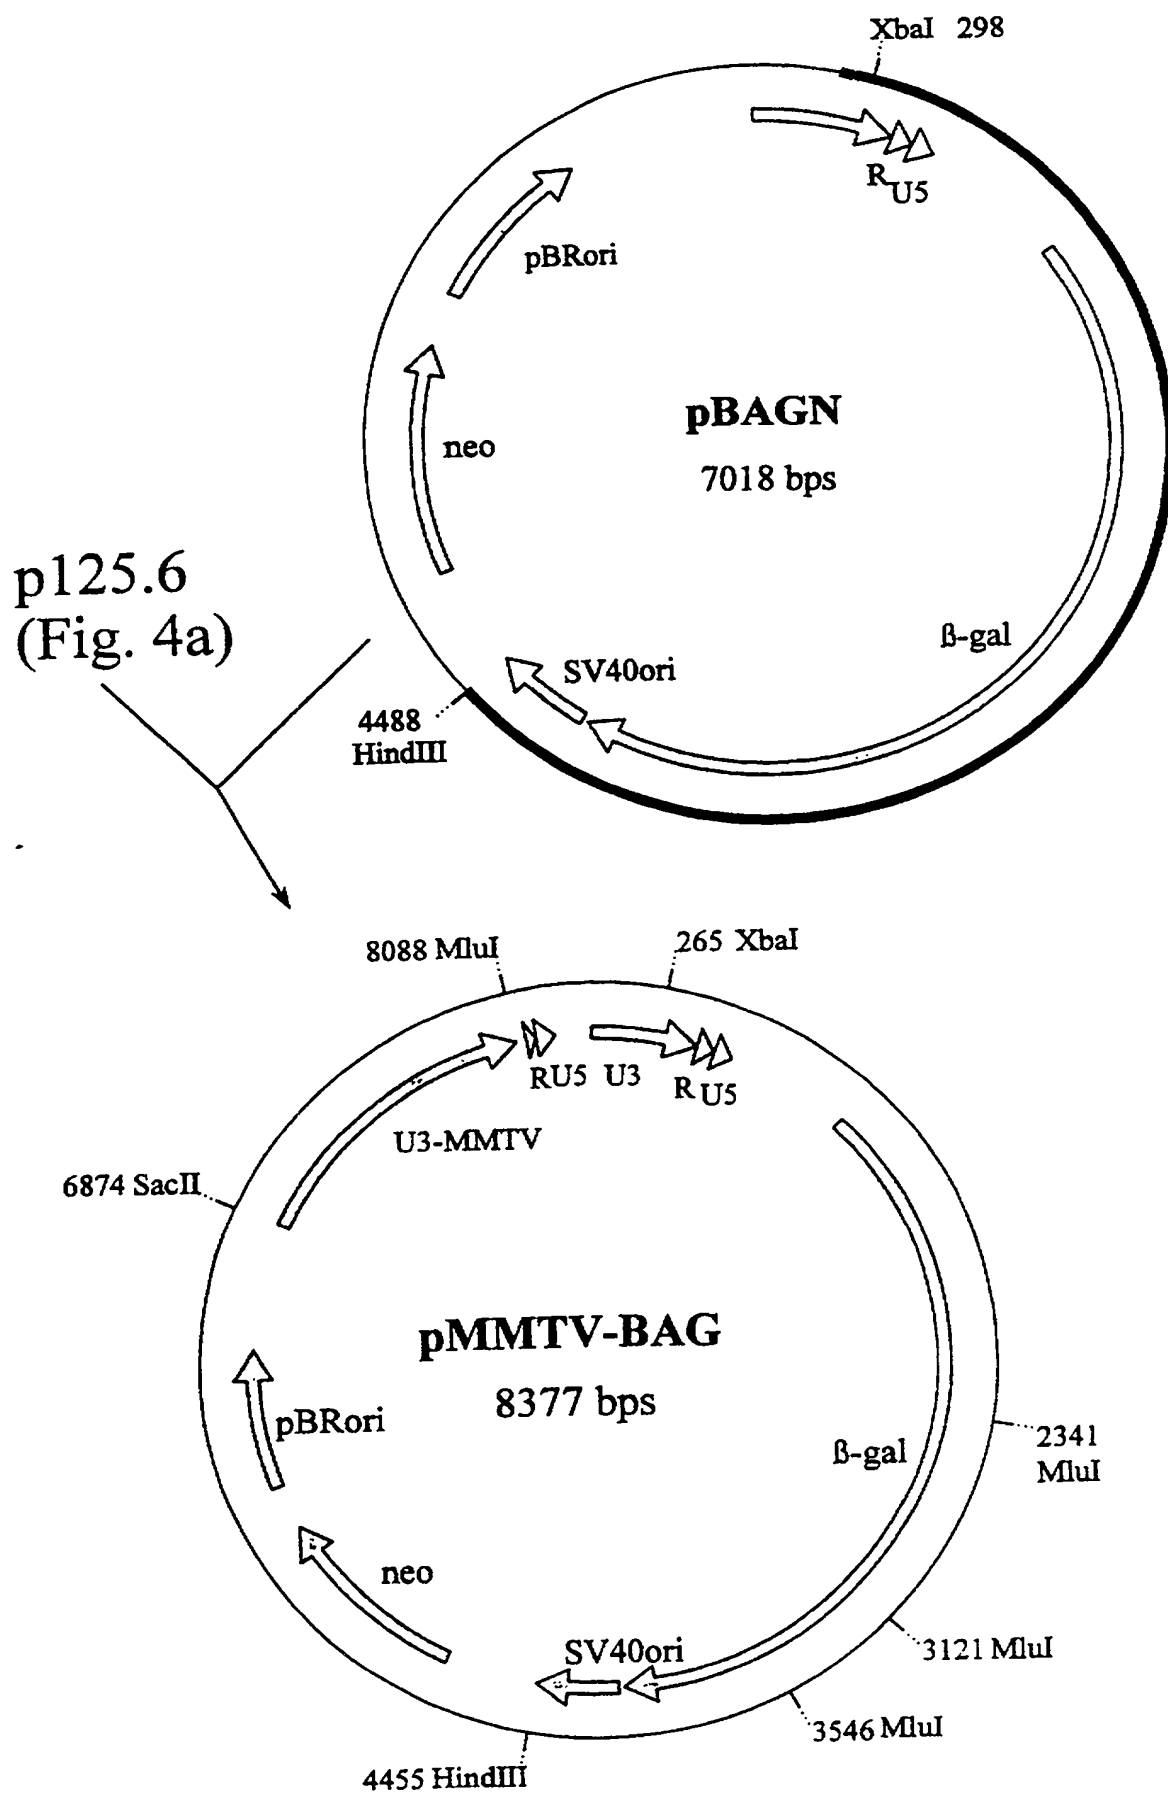 XbaI 298
R
U5
pBRori
pBAGN
neo
7018 bps
p125.6
(Fig. 4a)
ß-gal
SV40ori
4488
HindIII
8088 MluI
265 XbaI
RU5 U3
R U5
U3-MMTV
6874 SacII
pMMTV-BAG
8377 bps
pBRori
2341
MluI
ß-gal
neo
SV40ori
3121 MluI
3546 MluI
4455 HindIII